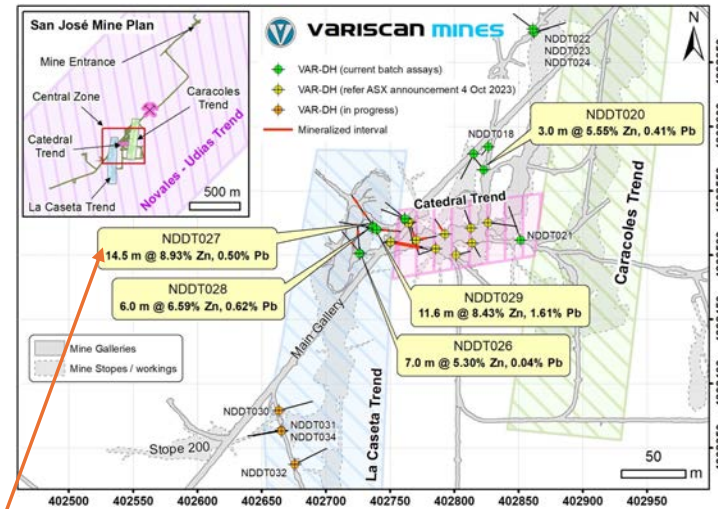 San José Mine Plan
Mine Entrance
Central Zone
Caracoles
Trend
Catedral
Trend
La Caseta Trend
Novales - Udias Trend
500 m
VARISCAN MINES
VAR-DH (current batch assays)
VAR-DH (refer ASX announcement 4 Oct 2023)
VAR-DH (in progress)
Mineralized interval
N
NDDT022
NDDT023
NDDT024
NDDT020
3.0 m @ 5.55% Zn, 0.41% Pb
NDDT018
Catedral Trend
Caracoles Trend
NDDT021
NDDT027
14.5 m @ 8.93% Zn, 0.50% Pb
NDDT028
6.0 m @ 6.59% Zn, 0.62% Pb
NDDT029
11.6 m @ 8.43% Zn, 1.61% Pb
NDDT026
7.0 m @ 5.30% Zn, 0.04% Pb
Main Gallery
Mine Galleries
Mine Stopes / workings
La Caseta Trend
NDDT030
NDDT031
NDDT034
Stope 200
NDDT032
50
m
402500 402550 402600 402650 402700 402750 402800 402850 402900 402950